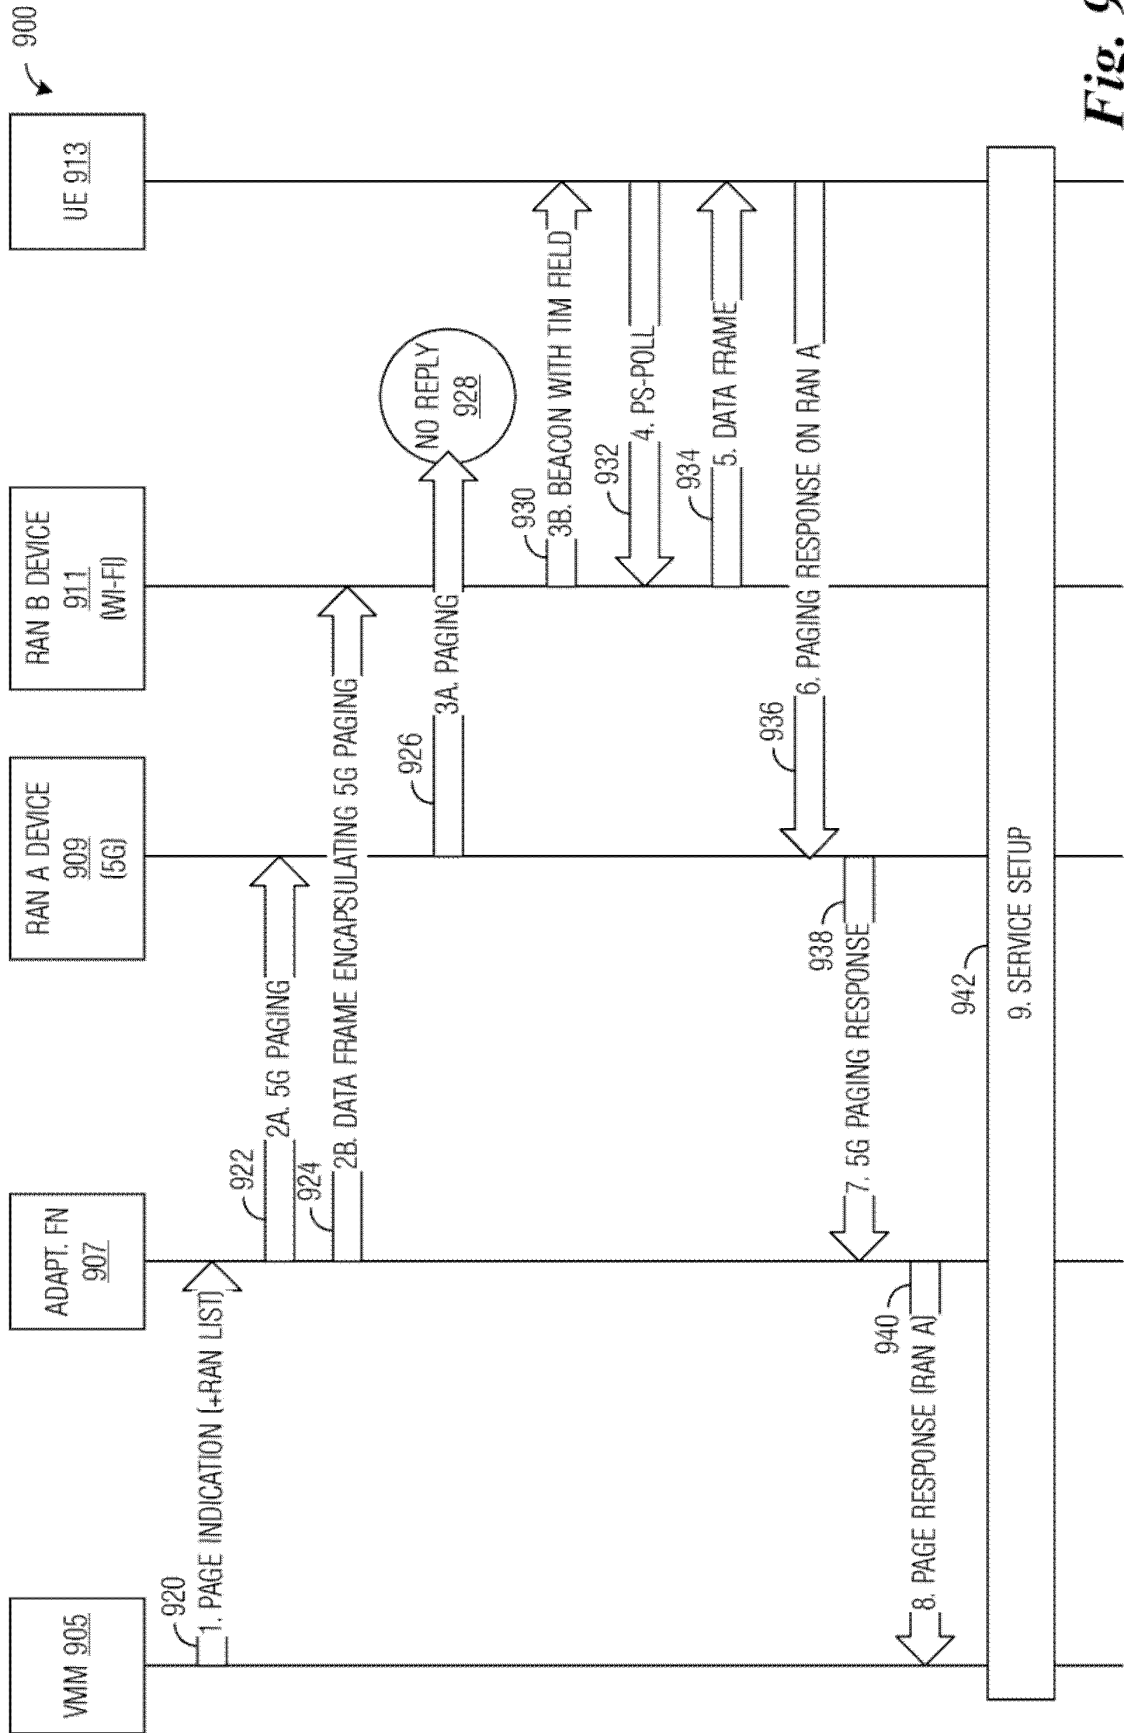 900
VMM 905
ADAPT. FN
907
RAN A DEVICE
909
(5G)
RAN B DEVICE
911
(WI-FI)
UE 913
920
1. PAGE INDICATION (+RAN LIST)
922
2A. 5G PAGING
924
2B. DATA FRAME ENCAPSULATING 5G PAGING
926
3A. PAGING
NO REPLY
928
930
3B. BEACON WITH TIM FIELD
932
4. PS-POLL
934
5. DATA FRAME
936
6. PAGING RESPONSE ON RAN A
938
7. 5G PAGING RESPONSE
940
8. PAGE RESPONSE (RAN A)
942
9. SERVICE SETUP
Fig. 9